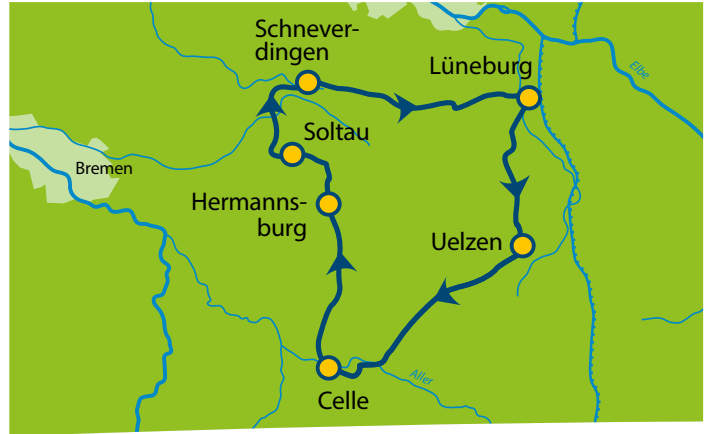 Schnever-
dingen
Lüneburg
Elbe
Soltau
Bremen
Hermanns-
burg
Uelzen
Aller
Celle